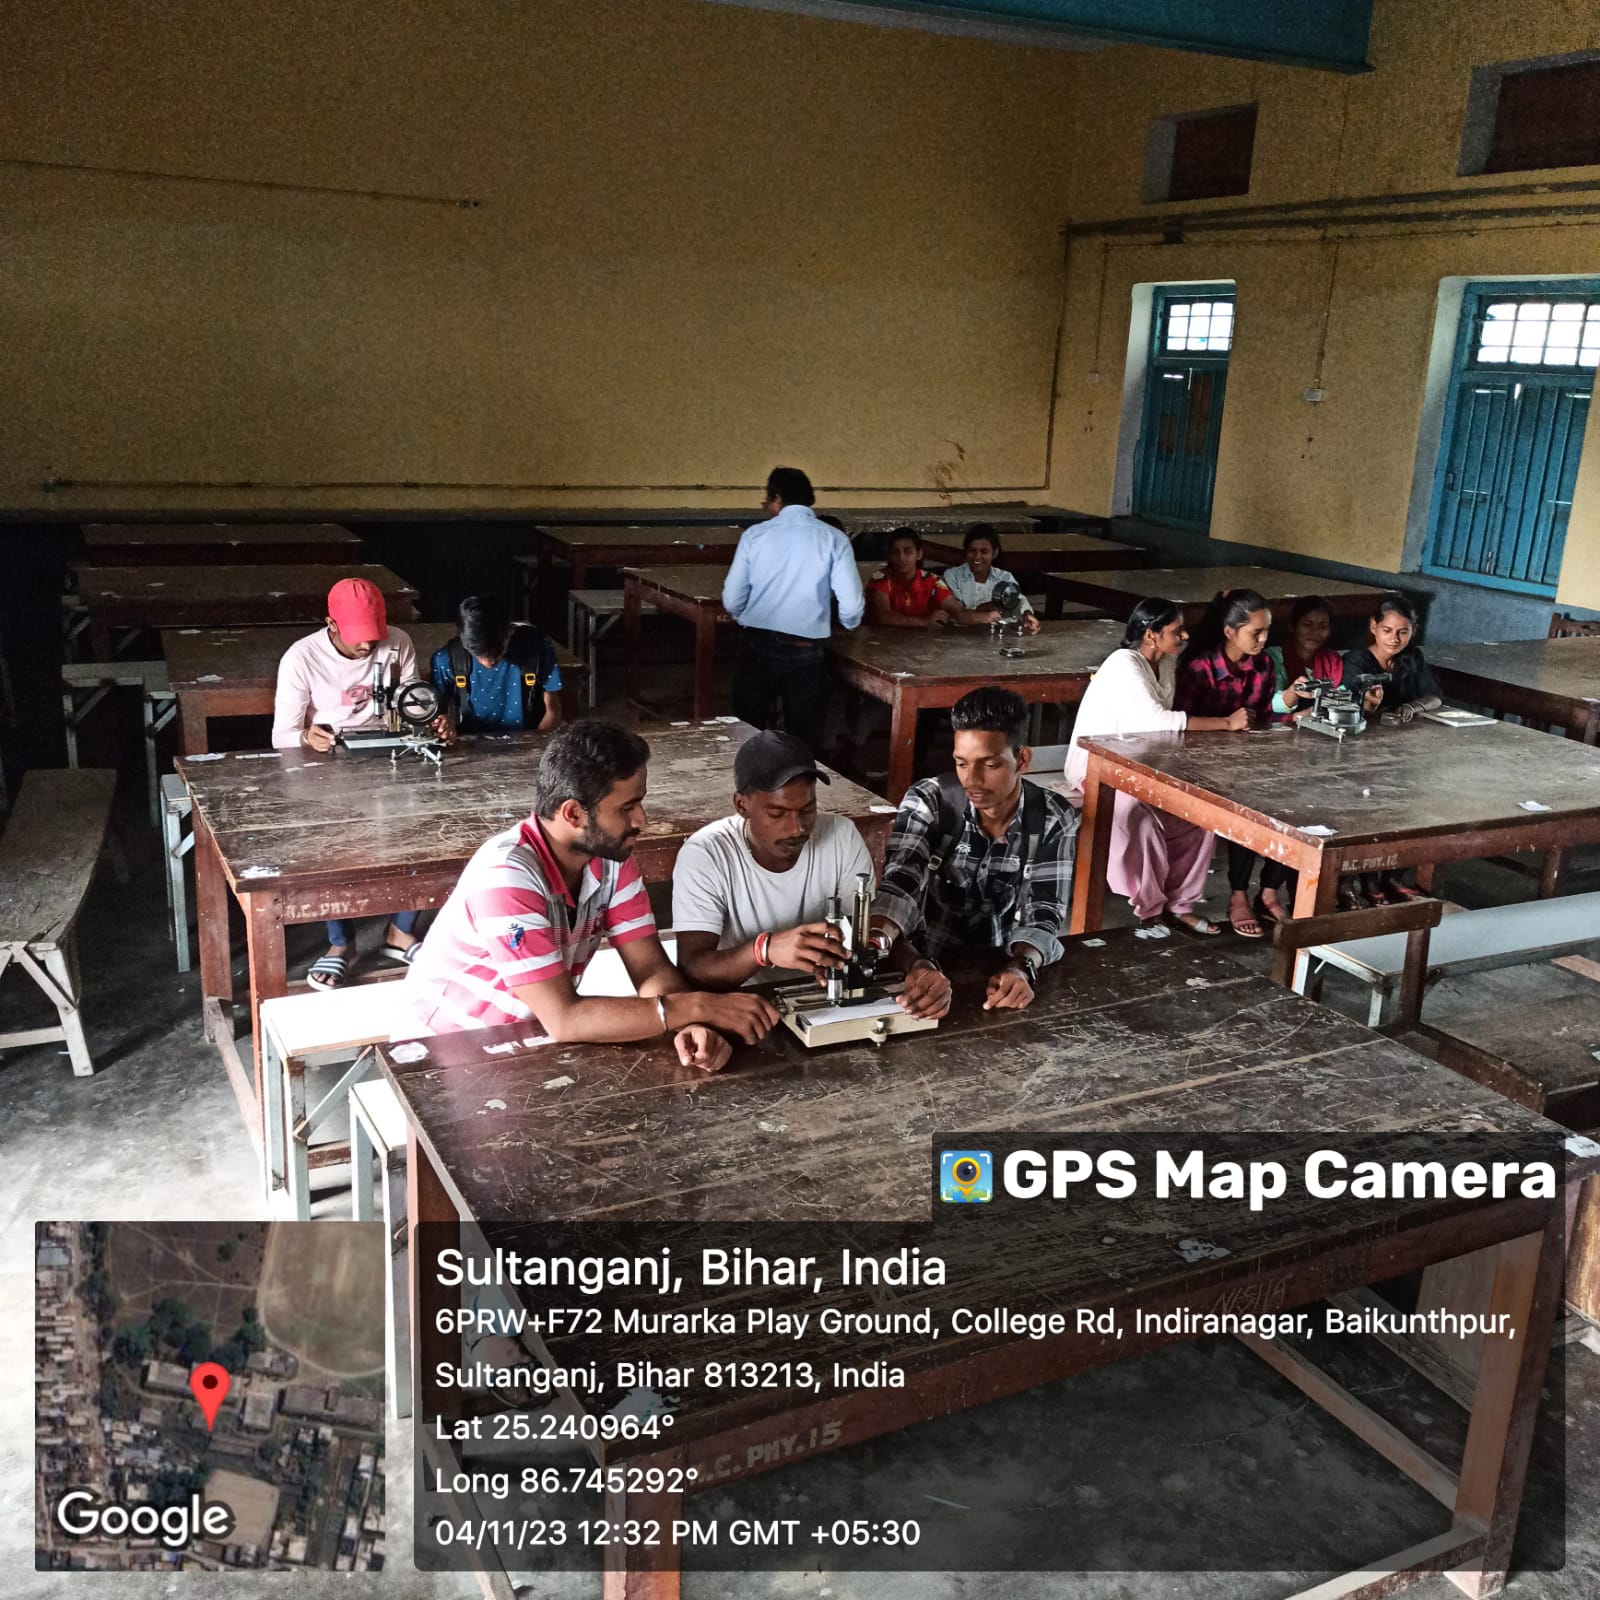 M.C. PHY.7
M.C. PHY.12
GPS Map Camera
NISHA
M.C. PHY.15
Google
Sultanganj, Bihar, India
6PRW+F72 Murarka Play Ground, College Rd, Indiranagar, Baikunthpur,
Sultanganj, Bihar 813213, India
Lat 25.240964°
Long 86.745292°
04/11/23 12:32 PM GMT +05:30